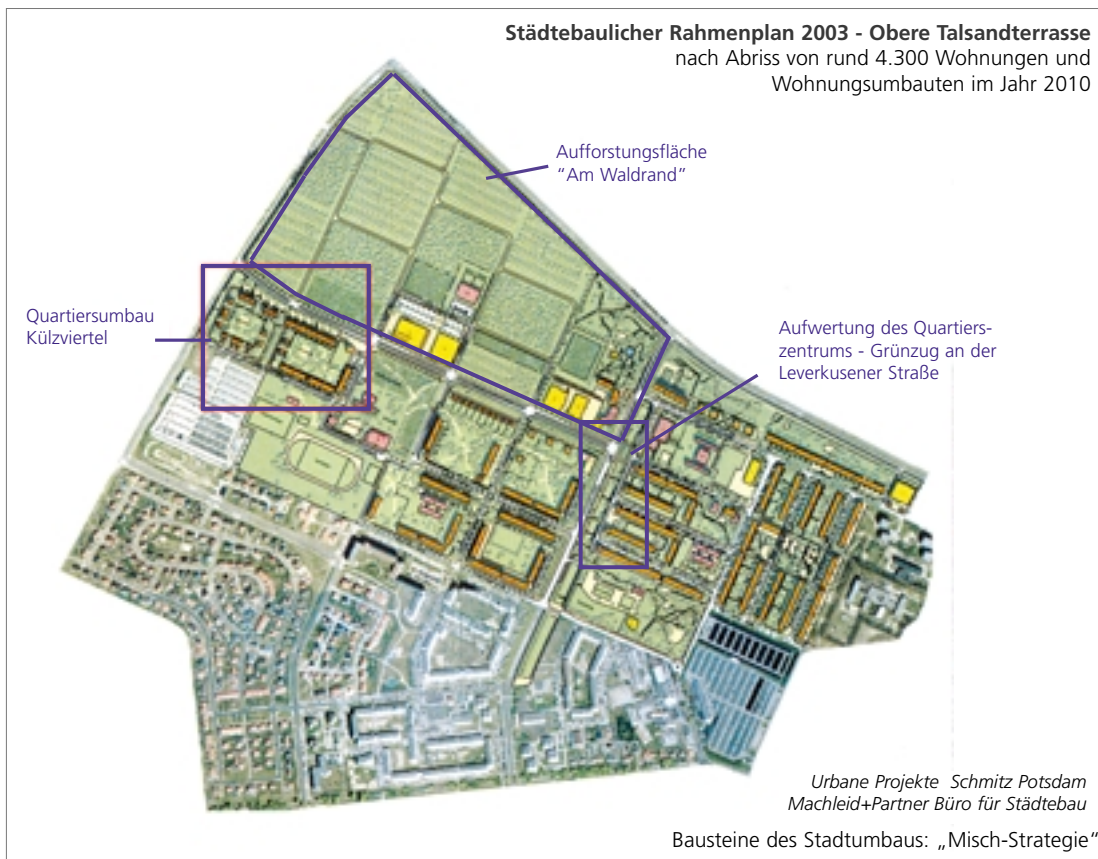 Städtebaulicher Rahmenplan 2003 - Obere Talsandterrasse
nach Abriss von rund 4.300 Wohnungen und
Wohnungsumbauten im Jahr 2010
Aufforstungsfläche
“Am Waldrand”
Quartiersumbau
Külzviertel
Aufwertung des Quartiers-
zentrums - Grünzug an der
Leverkusener Straße
Urbane Projekte Schmitz Potsdam
Machleid+Partner Büro für Städtebau
Bausteine des Stadtumbaus: „Misch-Strategie“